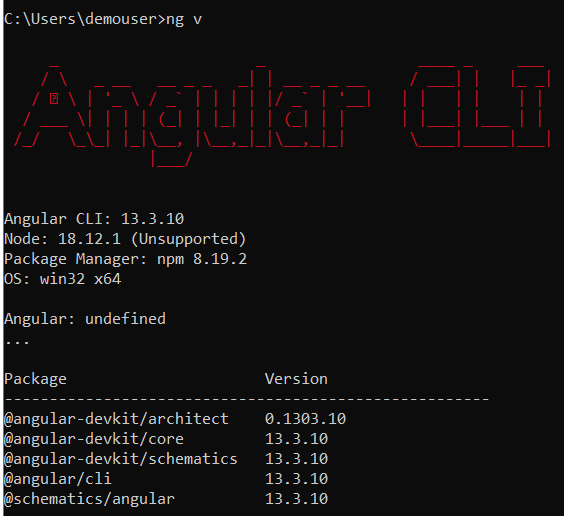 C:\Users\demouser>ng v
Angular CLI
Angular CLI: 13.3.10
Node: 18.12.1 (Unsupported)
Package Manager: npm 8.19.2
OS: win32 x64
Angular: undefined
...
Package Version
------------------------------------------------------
@angular-devkit/architect 0.1303.10
@angular-devkit/core 13.3.10
@angular-devkit/schematics 13.3.10
@angular/cli 13.3.10
@schematics/angular 13.3.10